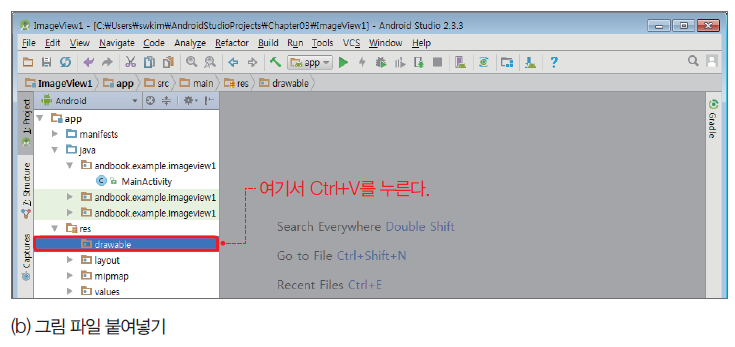 ImageView1 - [C:₩Users₩swkim₩AndroidStudioProjects₩Chapter03₩ImageView1] - Android Studio 2.3.3
File Edit View Navigate Code Analyze Refactor Build Run Tools VCS Window Help
app
ImageView1 app src main res drawable
1: Project
Android
app
manifests
java
andbook.example.imageview1
MainActivity
andbook.example.imageview1
andbook.example.imageview1
res
drawable
layout
mipmap
values
7: Structure
Captures
Gradle
여기서 Ctrl+V를 누른다.
Search Everywhere Double Shift
Go to File Ctrl+Shift+N
Recent Files Ctrl+E
(b) 그림 파일 붙여넣기